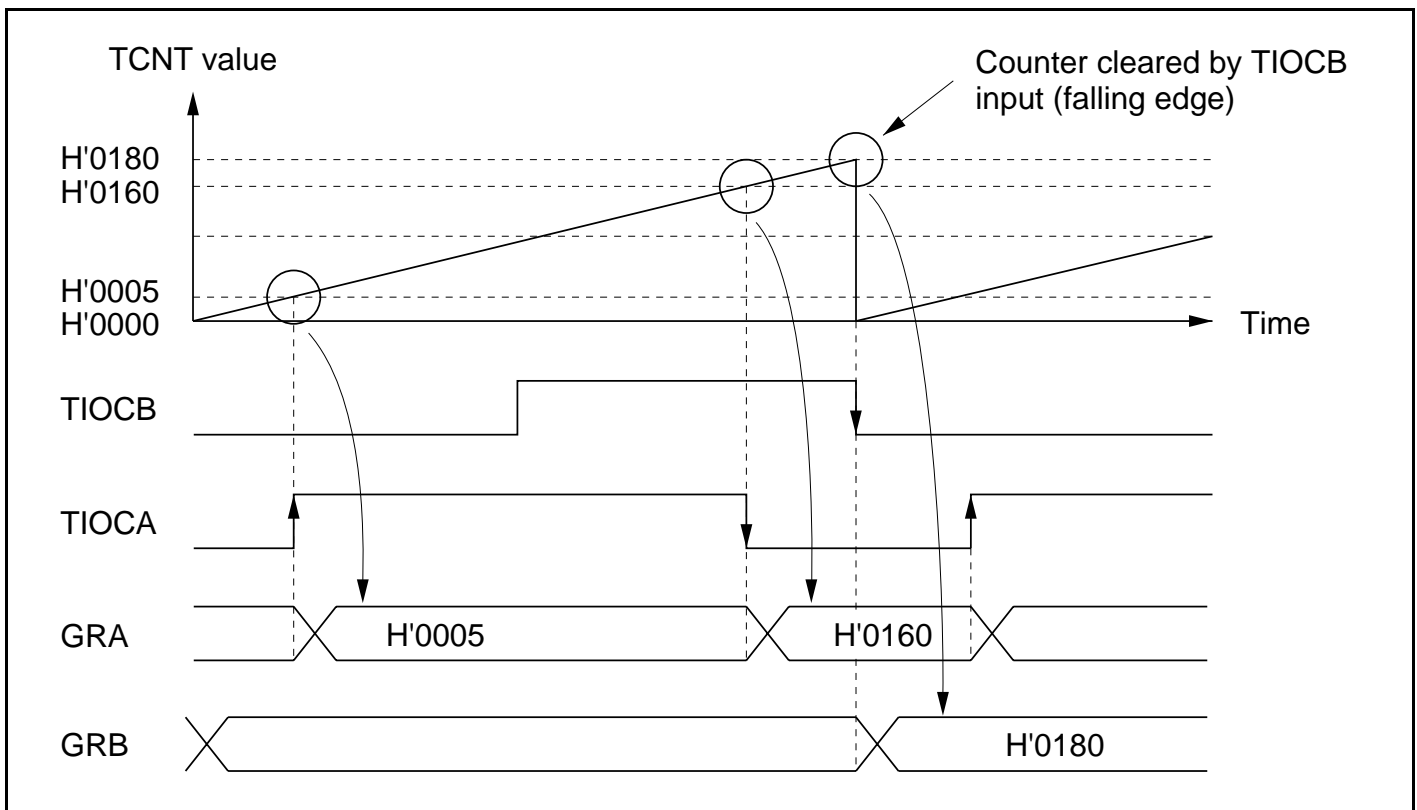 TCNT value
Counter cleared by TIOCB
input (falling edge)
H'0180
H'0160
H'0005
H'0000
Time
TIOCB
TIOCA
GRA
H'0005
H'0160
GRB
H'0180